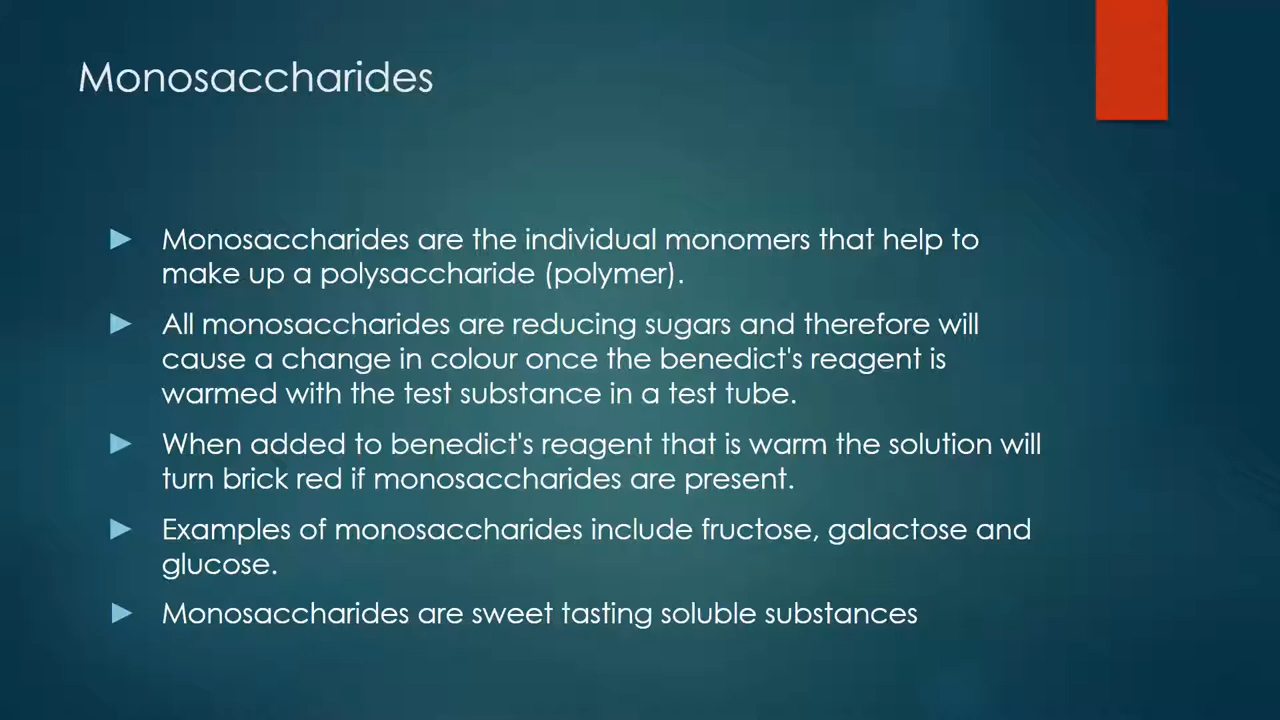 Monosaccharides
Monosaccharides are the individual monomers that help to
make up a polysaccharide (polymer).
All monosaccharides are reducing sugars and therefore will
cause a change in colour once the benedict's reagent is
warmed with the test substance in a test tube.
When added to benedict's reagent that is warm the solution will
turn brick red if monosaccharides are present.
Examples of monosaccharides include fructose, galactose and
glucose.
Monosaccharides are sweet tasting soluble substances